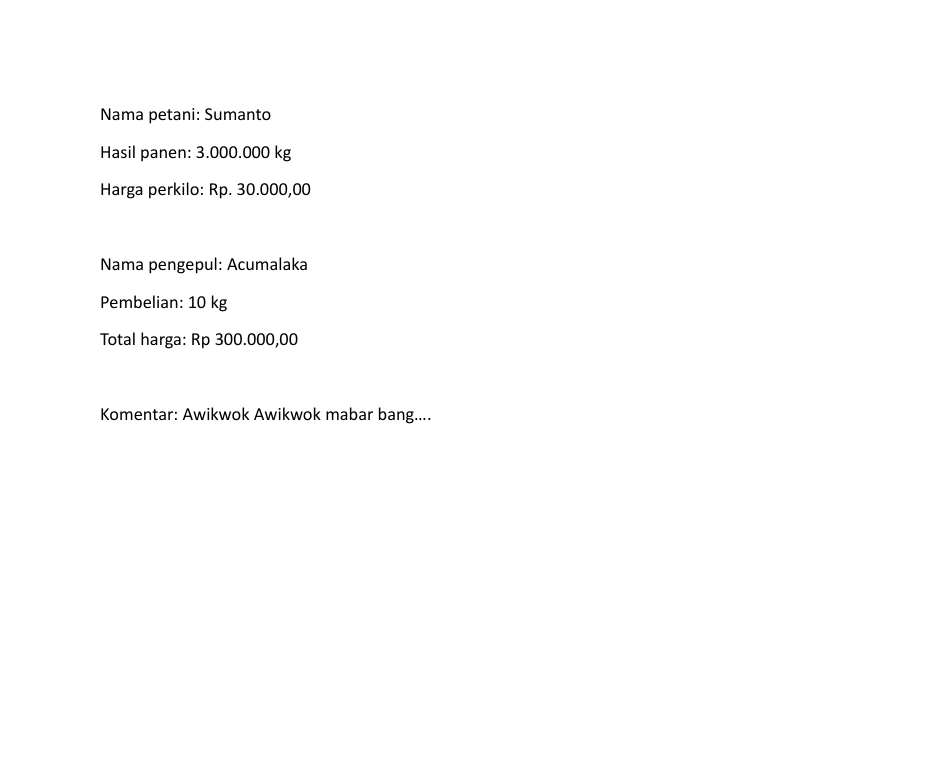 Nama petani: Sumanto
Hasil panen: 3.000.000 kg
Harga perkilo: Rp. 30.000,00
Nama pengepul: Acumalaka
Pembelian: 10 kg
Total harga: Rp 300.000,00
Komentar: Awikwok Awikwok mabar bang....